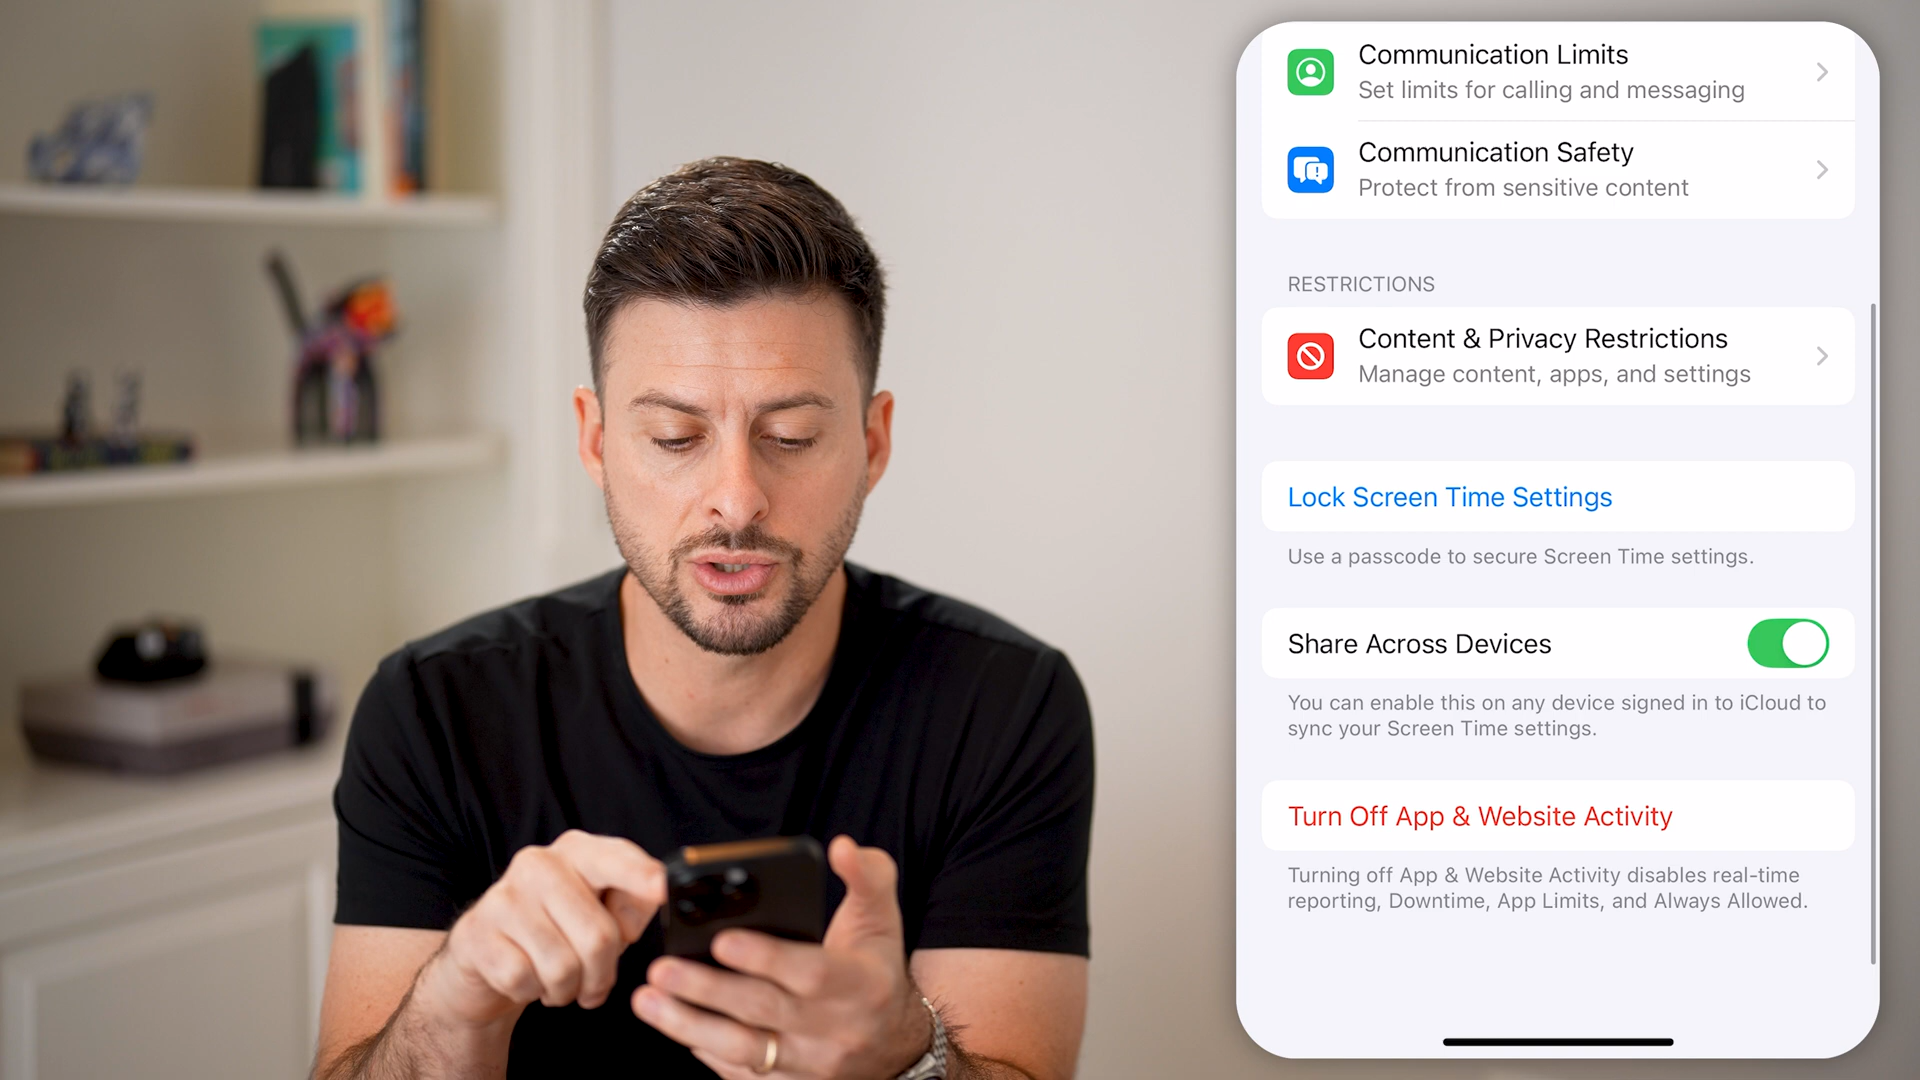 Communication Limits
Set limits for calling and messaging
Communication Safety
Protect from sensitive content
RESTRICTIONS
Content & Privacy Restrictions
Manage content, apps, and settings
Lock Screen Time Settings
Use a passcode to secure Screen Time settings.
Share Across Devices
You can enable this on any device signed in to iCloud to
sync your Screen Time settings.
Turn Off App & Website Activity
Turning off App & Website Activity disables real-time
reporting, Downtime, App Limits, and Always Allowed.